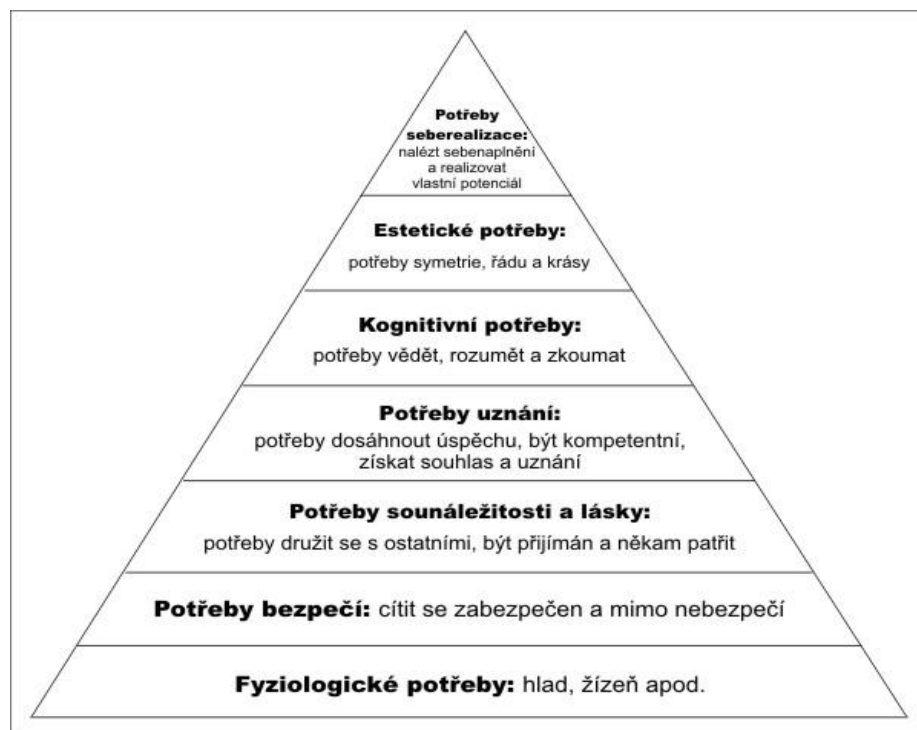 Potřeby
seberealizace:
nalézt sebenaplnění
a realizovat
vlastní potenciál
Estetické potřeby:
potřeby symetrie, řádu a krásy
Kognitivní potřeby:
potřeby vědět, rozumět a zkoumat
Potřeby uznání:
potřeby dosáhnout úspěchu, být kompetentní,
získat souhlas a uznání
Potřeby sounáležitosti a lásky:
potřeby družit se s ostatními, být přijímán a někam patřit
Potřeby bezpečí: cítit se zabezpečen a mimo nebezpečí
Fyziologické potřeby: hlad, žízeň apod.